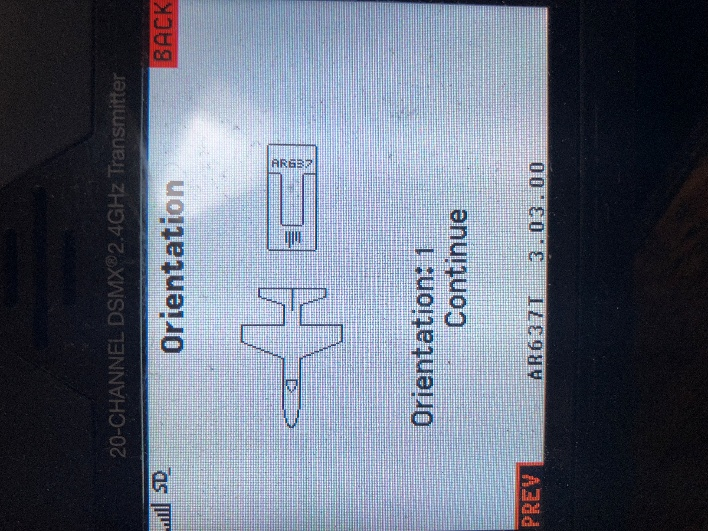 20-CHANNEL DSMX®2.4GHz Transmitter
SD
Orientation
BACK
AR637
Orientation: 1
Continue
PREV
AR637T 3.03.00